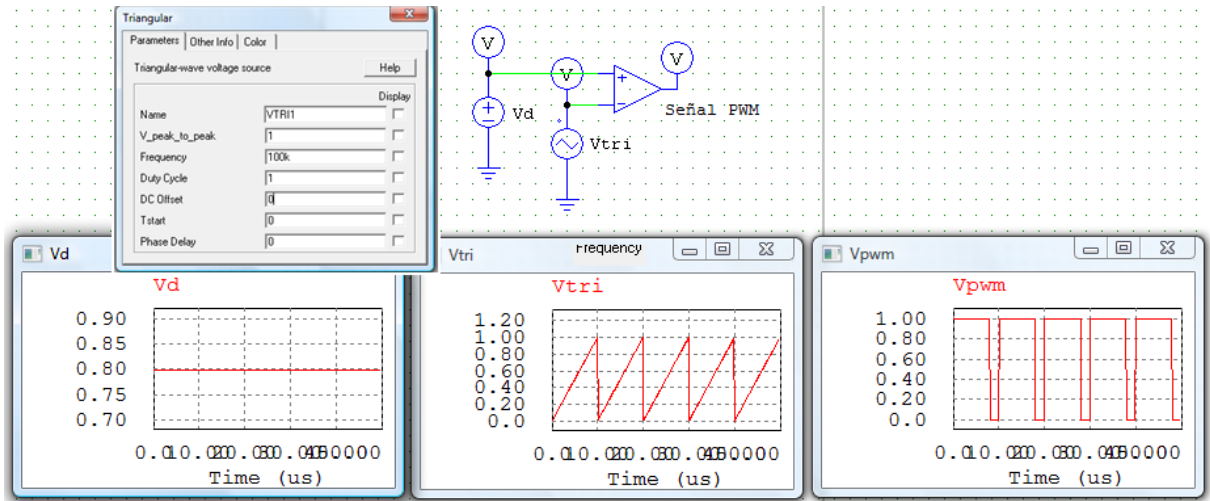 Triangular
Parameters Other Info Color
Triangular-wave voltage source Help
Display
Name VTRI1
V_peak_to_peak 1
Frequency 100k
Duty Cycle 1
DC Offset 0
Tstart 0
Phase Delay 0
V
V
V
Vd
Señal PWM
Vtri
Vd
Vd
0.90
0.85
0.80
0.75
0.70
Time (us)
Vtri
Frequency
Vtri
1.20
1.00
0.80
0.60
0.40
0.20
0.0
Time (us)
Vpwm
Vpwm
1.00
0.80
0.60
0.40
0.20
0.0
Time (us)